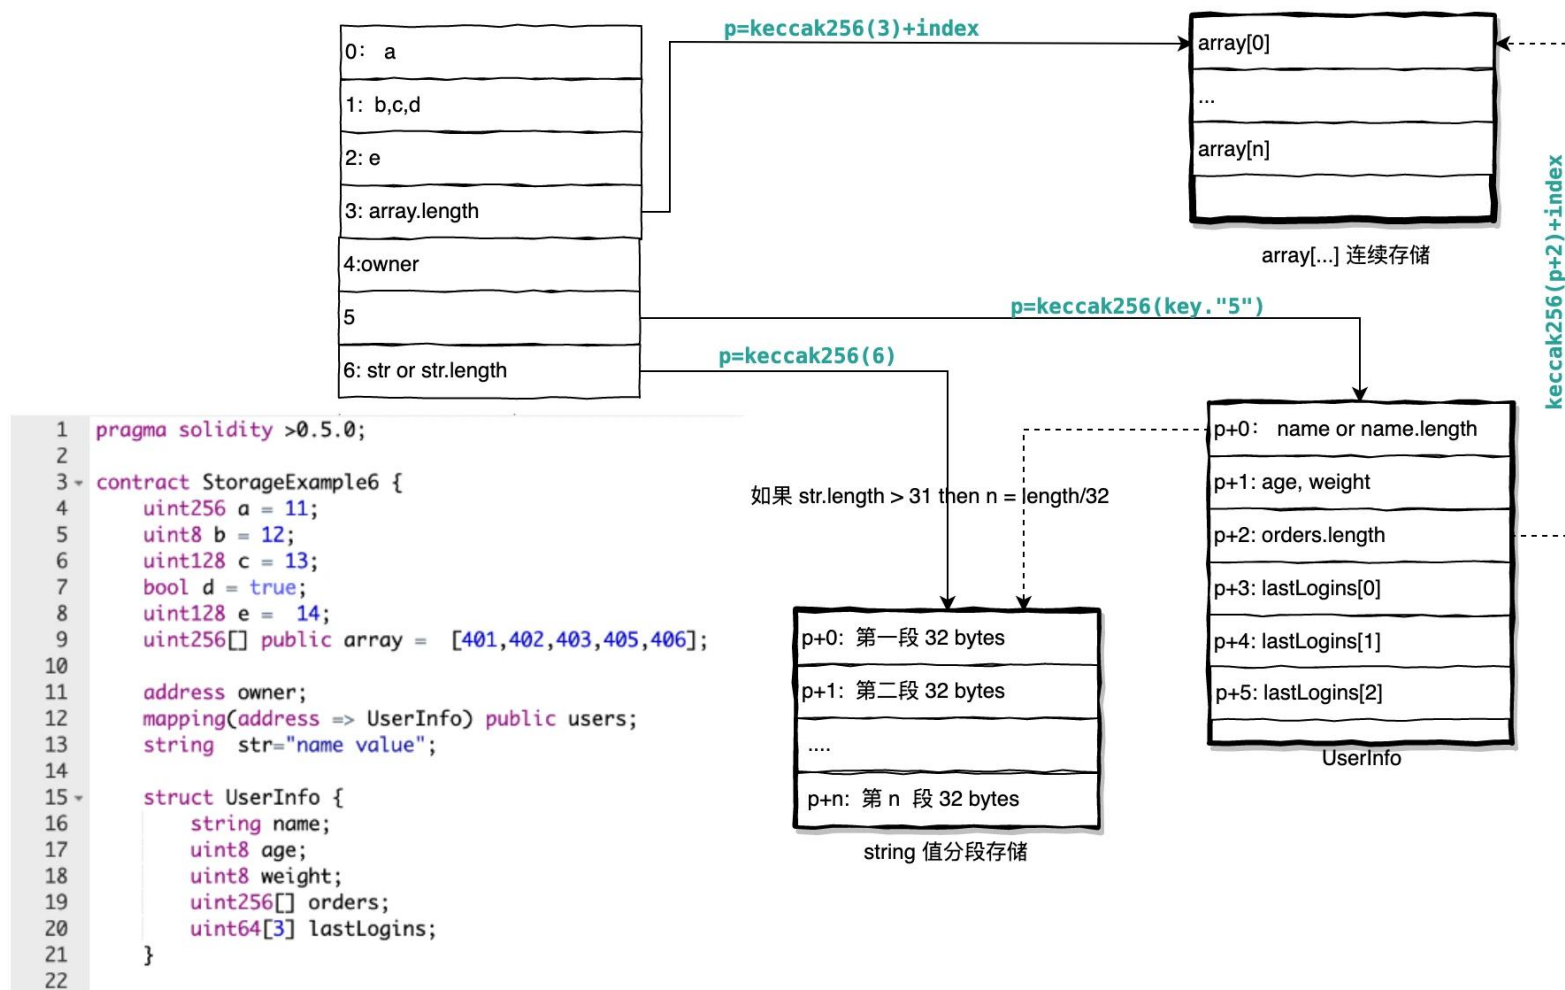 p=keccak256(3)+index
0： a
1: b,c,d
2: e
3: array.length
4:owner
5
6: str or str.length
array[0]
...
array[n]
array[...] 连续存储
keccak256(p+2)+index
p=keccak256(key."5")
p=keccak256(6)
如果 str.length > 31 then n = length/32
p+0： name or name.length
p+1: age, weight
p+2: orders.length
p+3: lastLogins[0]
p+4: lastLogins[1]
p+5: lastLogins[2]
UserInfo
p+0: 第一段 32 bytes
p+1: 第二段 32 bytes
....
p+n: 第 n 段 32 bytes
string 值分段存储
1 pragma solidity >0.5.0;
2
3 contract StorageExample6 {
4 uint256 a = 11;
5 uint8 b = 12;
6 uint128 c = 13;
7 bool d = true;
8 uint128 e = 14;
9 uint256[] public array = [401,402,403,405,406];
10
11 address owner;
12 mapping(address => UserInfo) public users;
13 string str="name value";
14
15 struct UserInfo {
16 string name;
17 uint8 age;
18 uint8 weight;
19 uint256[] orders;
20 uint64[3] lastLogins;
21 }
22